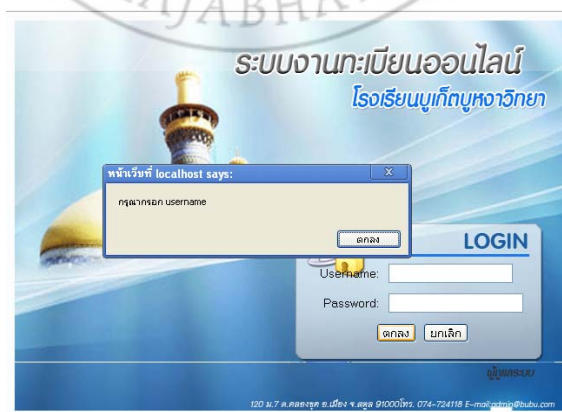 RAJABHA
ระบบงานทะเบียนออนไลน์
โรงเรียนบูเก็ตบูหงาวิทยา
หน้าเว็บที่ localhost says:
X
กรุณากรอก username
ตกลง
LOGIN
Username:
Password:
ตกลง ยกเลิก
ผู้ดูแลระบบ
120 ม.7 ต.คลองขุด อ.เมือง จ.สตูล 91000โทร. 074-724118 E-mail:admin@bubu.com